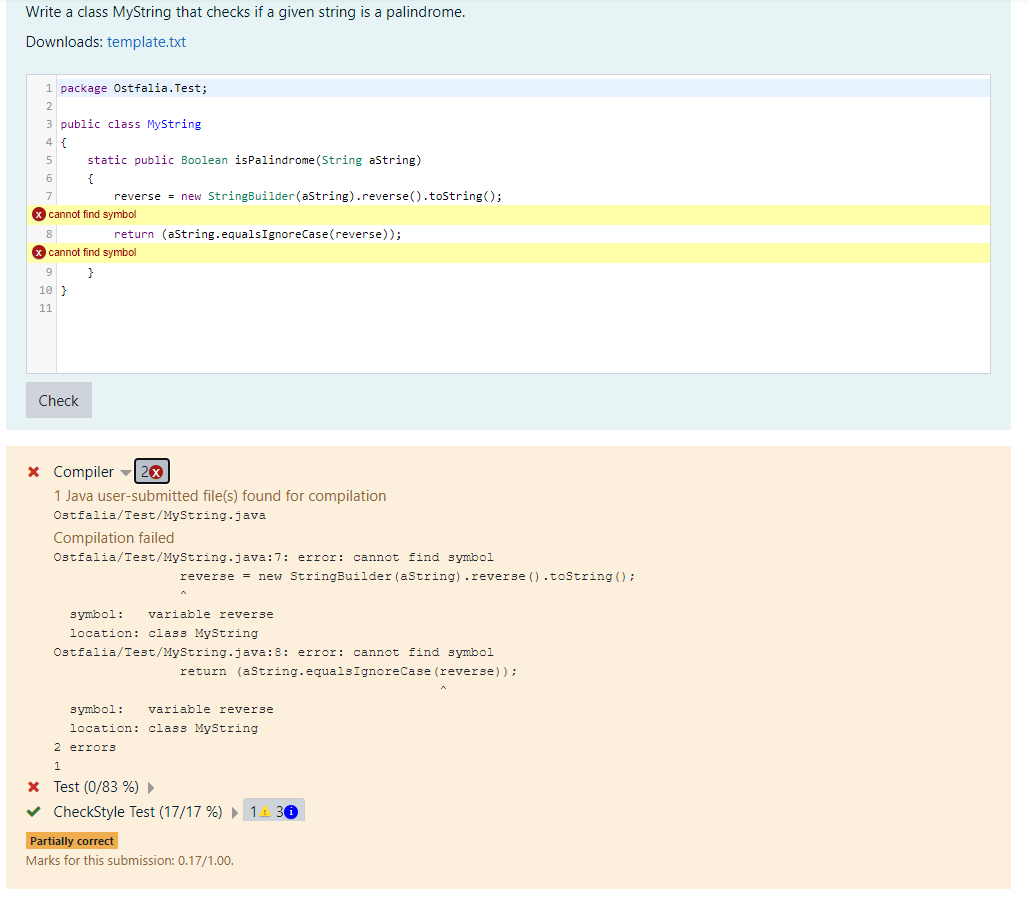 Write a class MyString that checks if a given string is a palindrome.
Downloads: template.txt
1 package Ostfalia.Test;
2
3 public class MyString
4 {
5     static public Boolean isPalindrome(String aString)
6     {
7         reverse = new StringBuilder(aString).reverse().toString();
x cannot find symbol
8         return (aString.equalsIgnoreCase(reverse));
x cannot find symbol
9     }
10 }
11
Check
Compiler 2 x
1 Java user-submitted file(s) found for compilation
Ostfalia/Test/MyString.java
Compilation failed
Ostfalia/Test/MyString.java:7: error: cannot find symbol
reverse = new StringBuilder(aString).reverse().toString();
^
symbol:   variable reverse
location: class MyString
Ostfalia/Test/MyString.java:8: error: cannot find symbol
return (aString.equalsIgnoreCase(reverse));
^
symbol:   variable reverse
location: class MyString
2 errors
1
Test (0/83 %)
CheckStyle Test (17/17 %) 1 ! 3 i
Partially correct
Marks for this submission: 0.17/1.00.